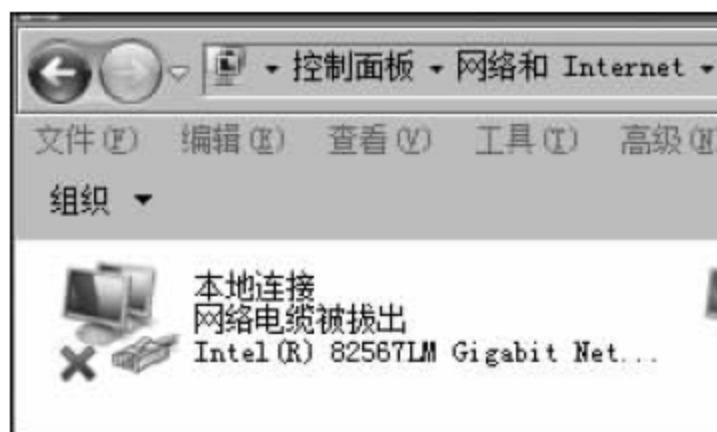 控制面板 网络和 Internet
文件(F) 编辑(E) 查看(V) 工具(T) 高级(N
组织
本地连接
网络电缆被拔出
Intel(R) 82567LM Gigabit Net...